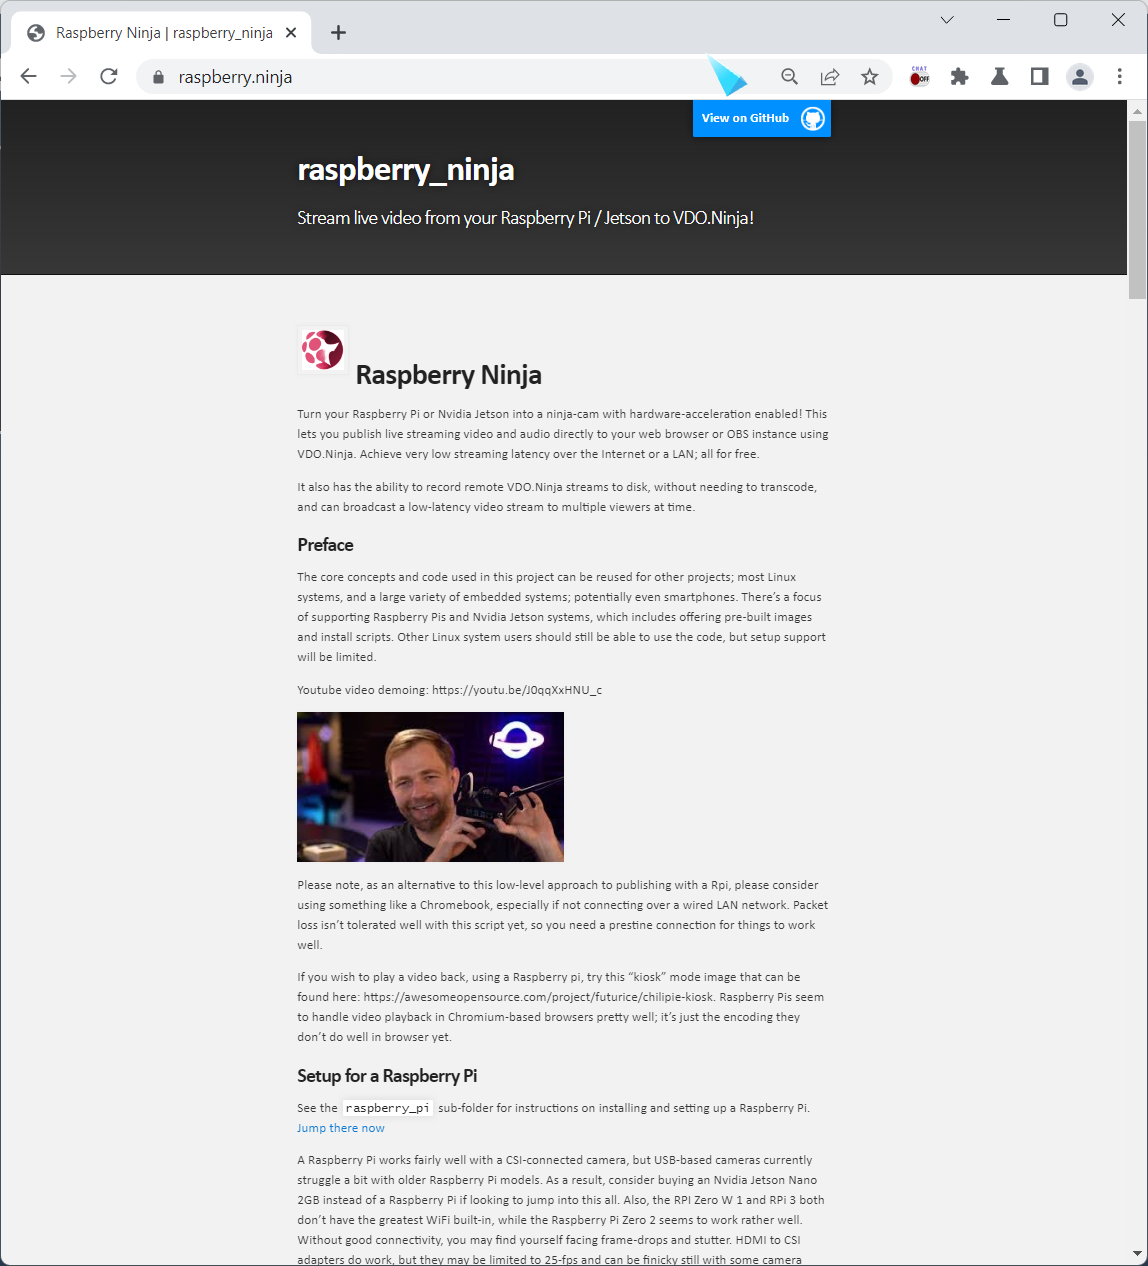 Raspberry Ninja | raspberry_ninja
raspberry.ninja
CHAT
OFF
View on GitHub
raspberry_ninja
Stream live video from your Raspberry Pi / Jetson to VDO.Ninja!
Raspberry Ninja
Turn your Raspberry Pi or Nvidia Jetson into a ninja-cam with hardware-acceleration enabled! This
lets you publish live streaming video and audio directly to your web browser or OBS instance using
VDO.Ninja. Achieve very low streaming latency over the Internet or a LAN; all for free.
It also has the ability to record remote VDO.Ninja streams to disk, without needing to transcode,
and can broadcast a low-latency video stream to multiple viewers at time.
Preface
The core concepts and code used in this project can be reused for other projects; most Linux
systems, and a large variety of embedded systems; potentially even smartphones. There’s a focus
of supporting Raspberry Pis and Nvidia Jetson systems, which includes offering pre-built images
and install scripts. Other Linux system users should still be able to use the code, but setup support
will be limited.
Youtube video demoing: https://youtu.be/J0qqXxHNU_c
Please note, as an alternative to this low-level approach to publishing with a Rpi, please consider
using something like a Chromebook, especially if not connecting over a wired LAN network. Packet
loss isn’t tolerated well with this script yet, so you need a prestine connection for things to work
well.
If you wish to play a video back, using a Raspberry pi, try this “kiosk” mode image that can be
found here: https://awesomeopensource.com/project/futurice/chilipie-kiosk. Raspberry Pis seem
to handle video playback in Chromium-based browsers pretty well; it’s just the encoding they
don’t do well in browser yet.
Setup for a Raspberry Pi
See the raspberry_pi sub-folder for instructions on installing and setting up a Raspberry Pi.
Jump there now
A Raspberry Pi works fairly well with a CSI-connected camera, but USB-based cameras currently
struggle a bit with older Raspberry Pi models. As a result, consider buying an Nvidia Jetson Nano
2GB instead of a Raspberry Pi if looking to jump into this all. Also, the RPI Zero W 1 and RPi 3 both
don’t have the greatest WiFi built-in, while the Raspberry Pi Zero 2 seems to work rather well.
Without good connectivity, you may find yourself facing frame-drops and stutter. HDMI to CSI
adapters do work, but they may be limited to 25-fps and can be finicky still with some camera